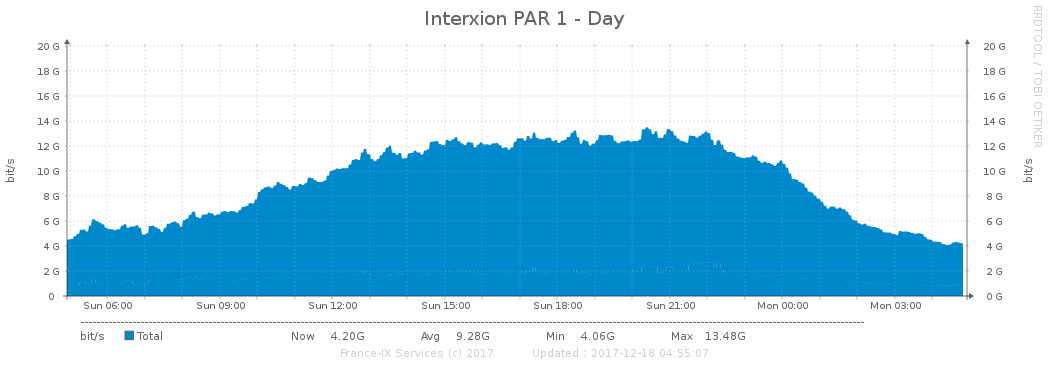 Interxion PAR 1 - Day
RRDTOOL / TOBI OETIKER
bit/s
20 G 20 G
18 G 18 G
16 G 16 G
14 G 14 G
12 G 12 G
10 G 10 G
8 G 8 G
6 G 6 G
4 G 4 G
2 G 2 G
0 0 G
bit/s
Sun 06:00 Sun 09:00 Sun 12:00 Sun 15:00 Sun 18:00 Sun 21:00 Mon 00:00 Mon 03:00
bit/s Total Now 4.20G Avg 9.28G Min 4.06G Max 13.48G
France-IX Services (c) 2017 Updated : 2017-12-18 04:55:07